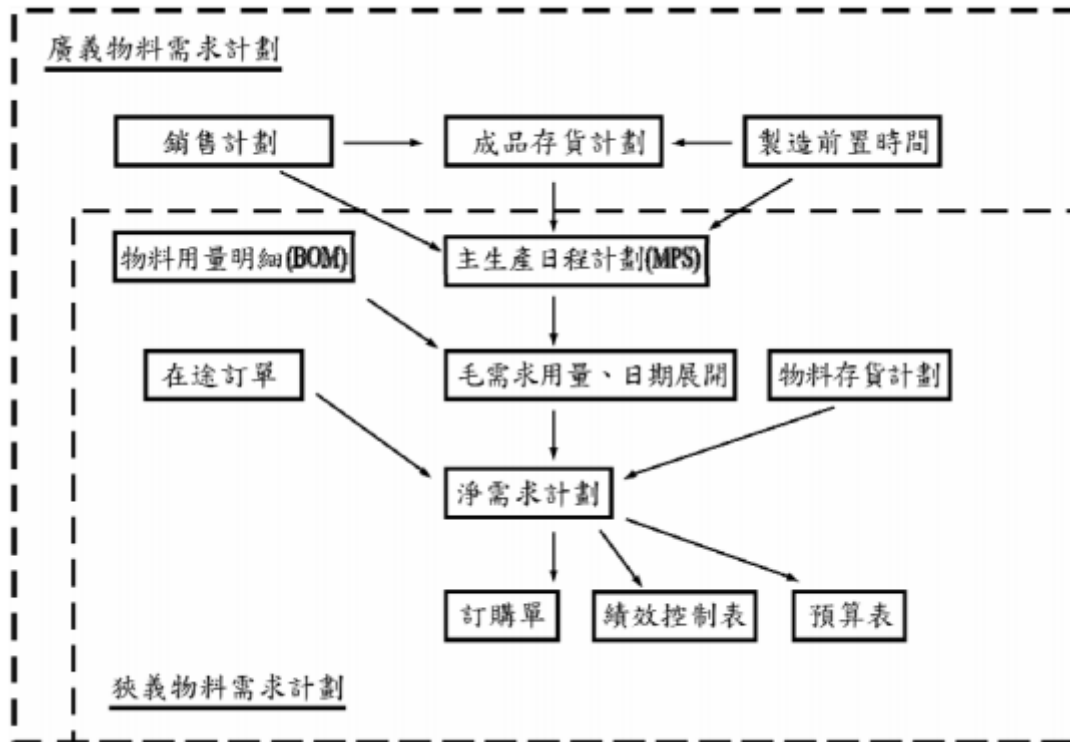 廣義物料需求計劃
銷售計劃
成品存貨計劃
製造前置時間
物料用量明細(BOM)
主生產日程計劃(MPS)
在途訂單
毛需求用量、日期展開
物料存貨計劃
淨需求計劃
訂購單
績效控制表
預算表
狹義物料需求計劃